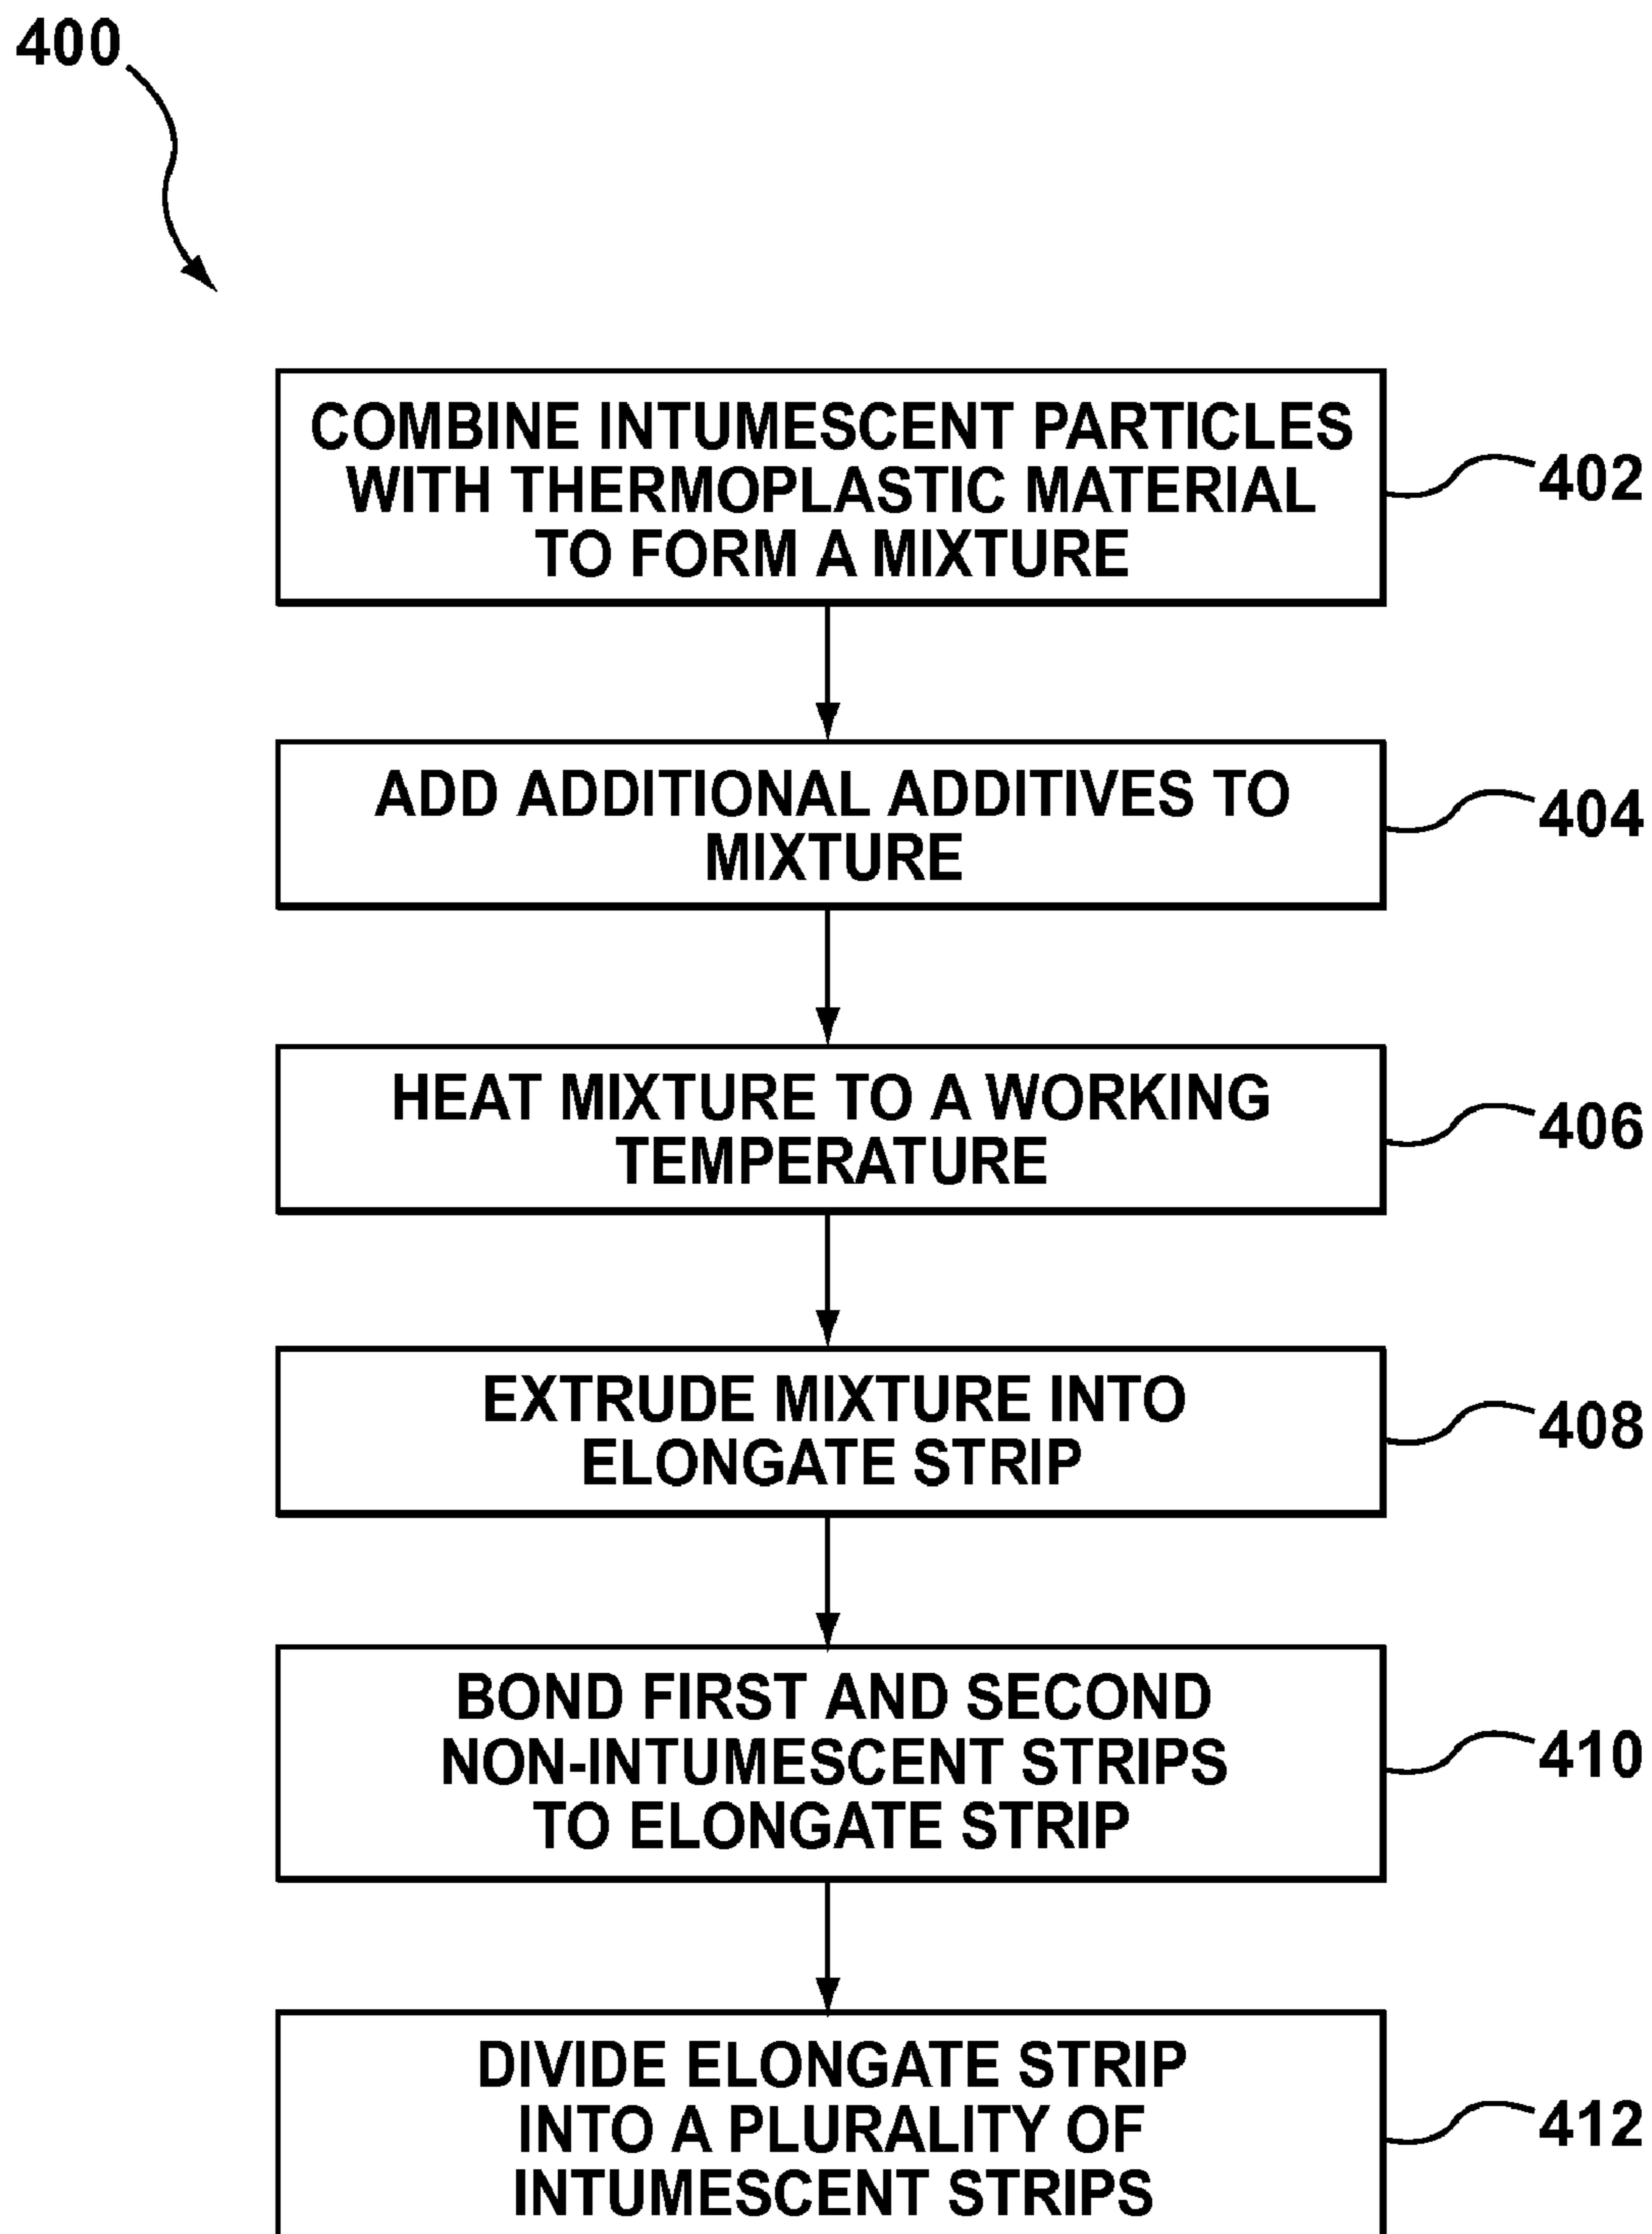 400
COMBINE INTUMESCENT PARTICLES
WITH THERMOPLASTIC MATERIAL
TO FORM A MIXTURE
402
ADD ADDITIONAL ADDITIVES TO
MIXTURE
404
HEAT MIXTURE TO A WORKING
TEMPERATURE
406
EXTRUDE MIXTURE INTO
ELONGATE STRIP
408
BOND FIRST AND SECOND
NON-INTUMESCENT STRIPS
TO ELONGATE STRIP
410
DIVIDE ELONGATE STRIP
INTO A PLURALITY OF
INTUMESCENT STRIPS
412